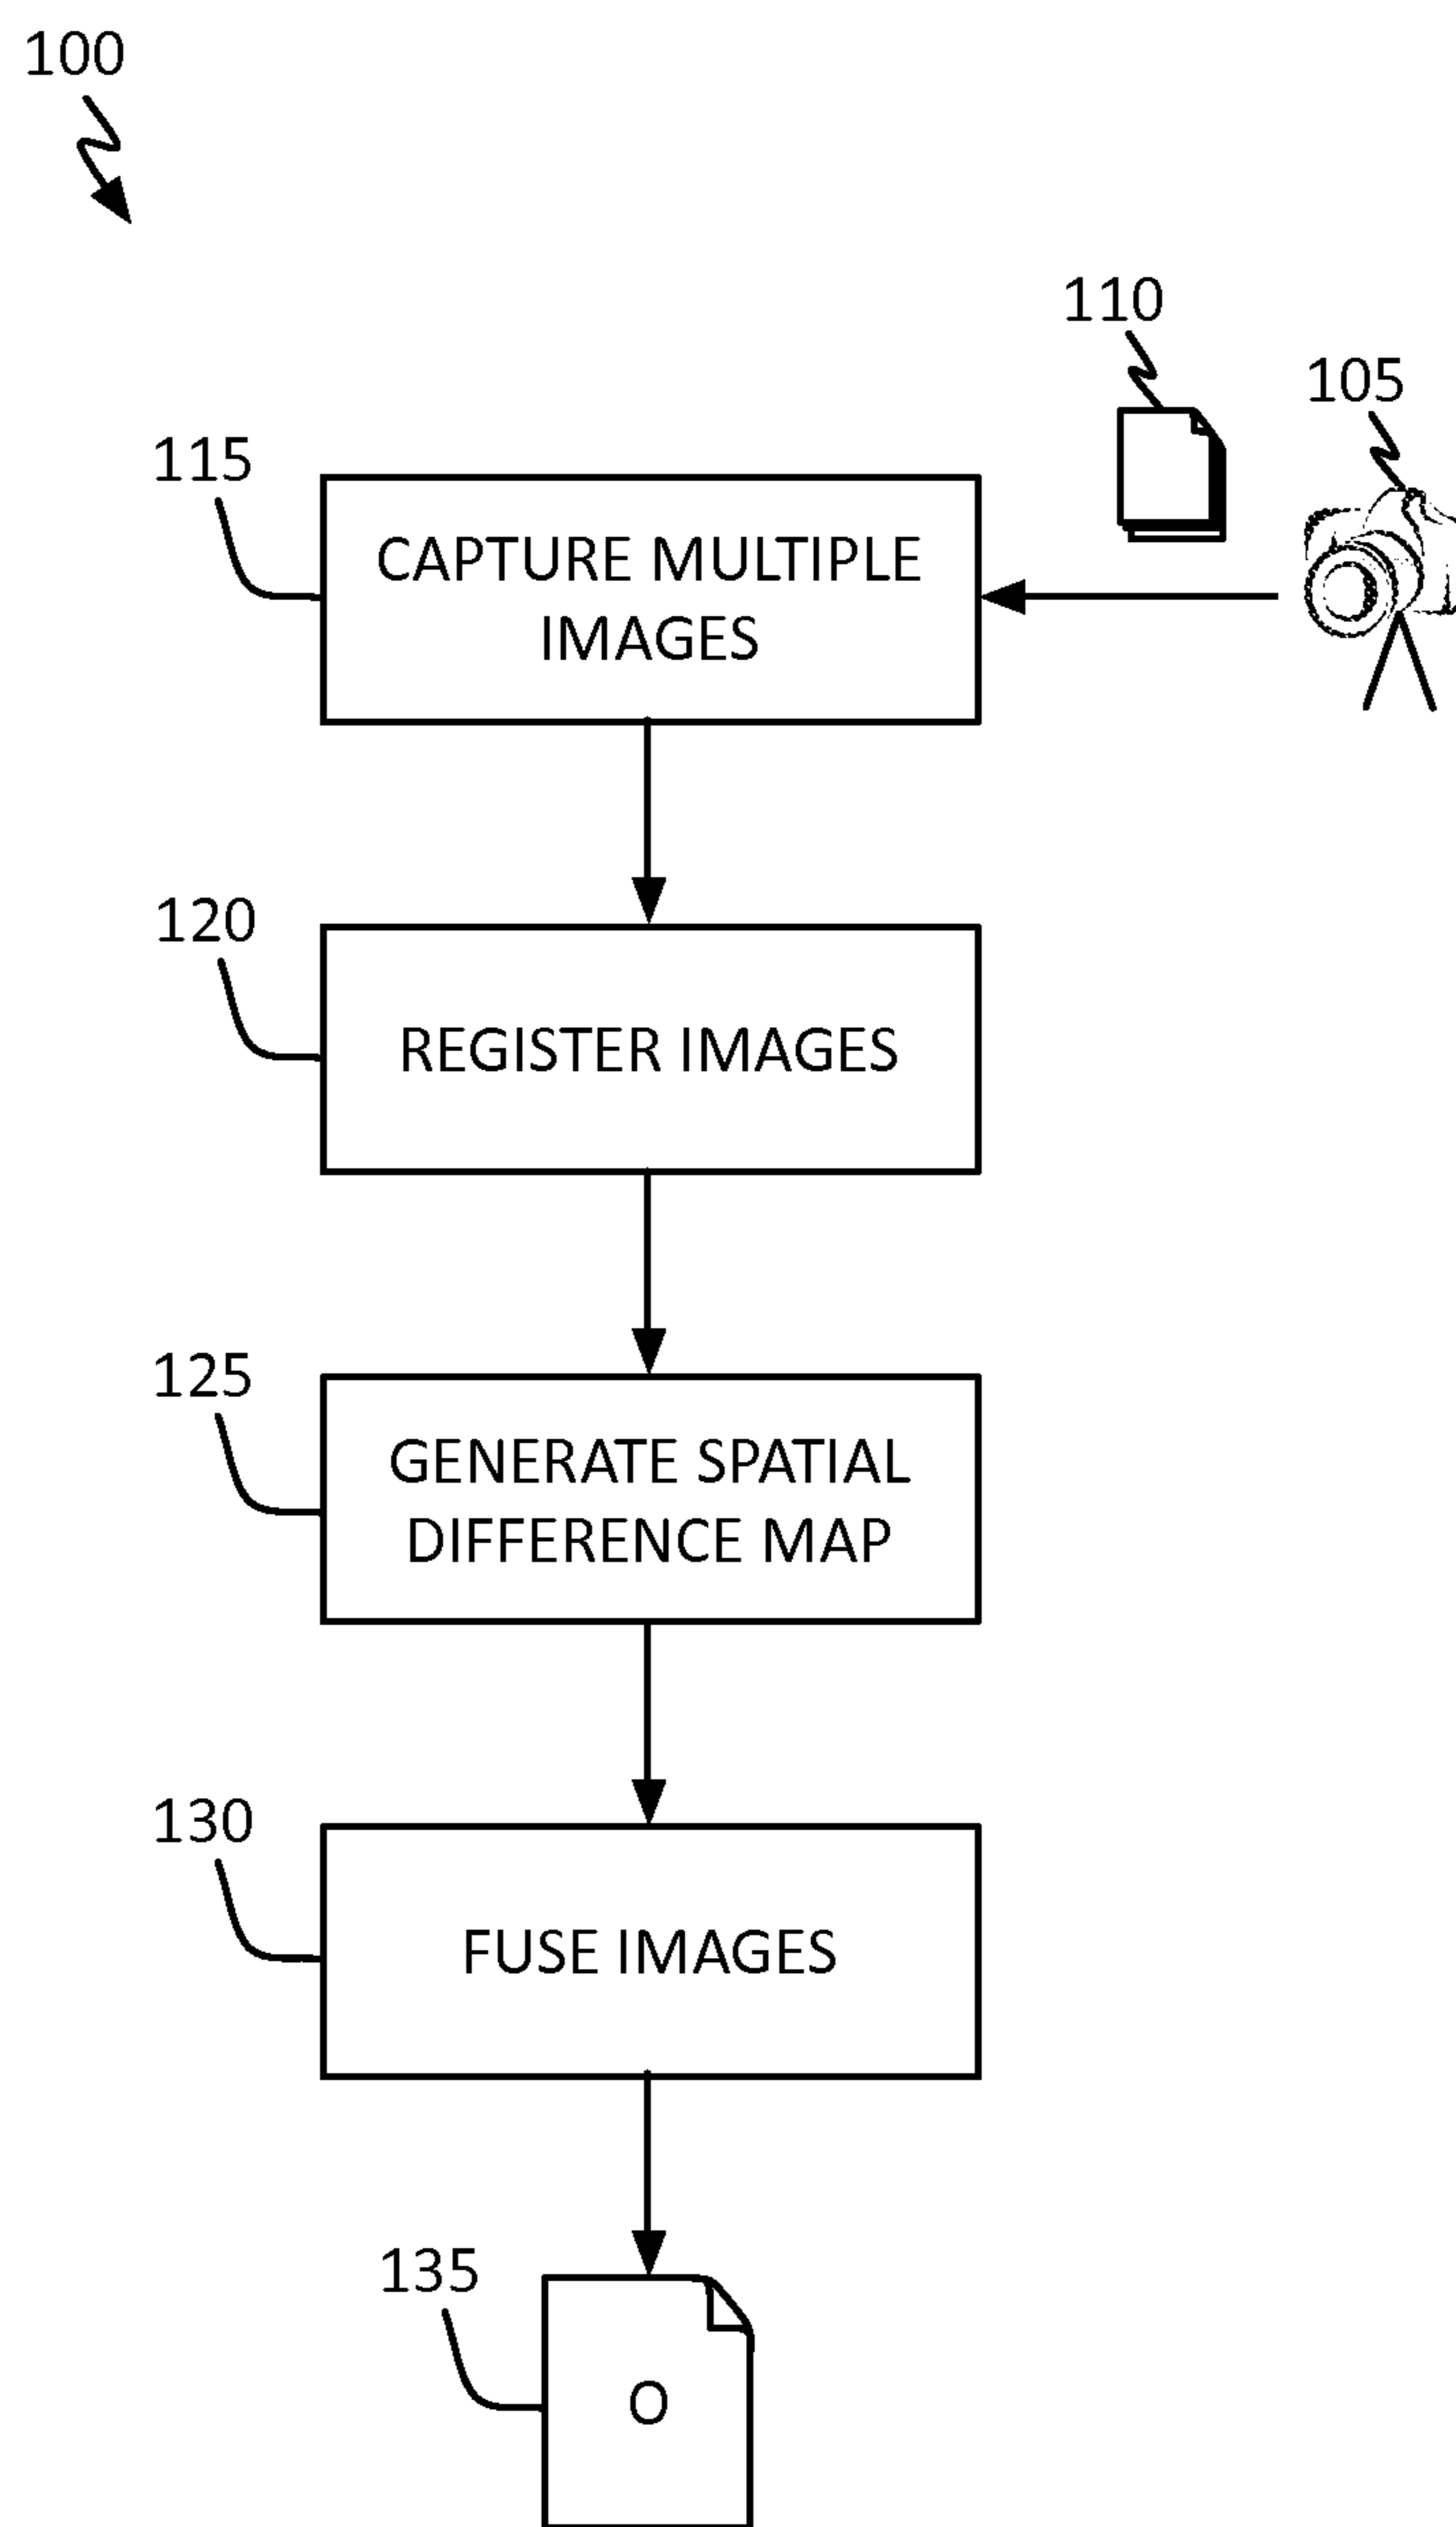 100
110
105
115
CAPTURE MULTIPLE
IMAGES
120
REGISTER IMAGES
125
GENERATE SPATIAL
DIFFERENCE MAP
130
FUSE IMAGES
135
O